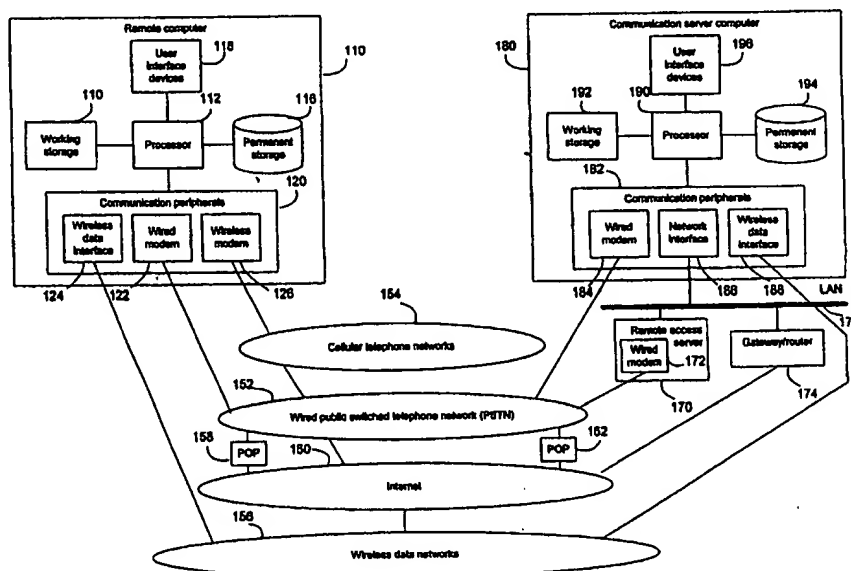 Remote computer
118
User
interface
devices
110
110
112
116
Working
storage
Processor
Permanent
storage
120
Communication peripherals
Wireless
data
interface
Wired
modem
Wireless
modem
124
122
126
Communication server computer
180
196
User
interface
devices
192
190
194
Working
storage
Processor
Permanent
storage
182
Communication peripherals
Wired
modem
Network
interface
Wireless
data
interface
184
188
LAN
154
Cellular telephone networks
Remote access
server
Wired
modem
172
170
Gateway/router
174
152
Wired public switched telephone network
158
POP
150
162
POP
Internet
156
Wireless data networks